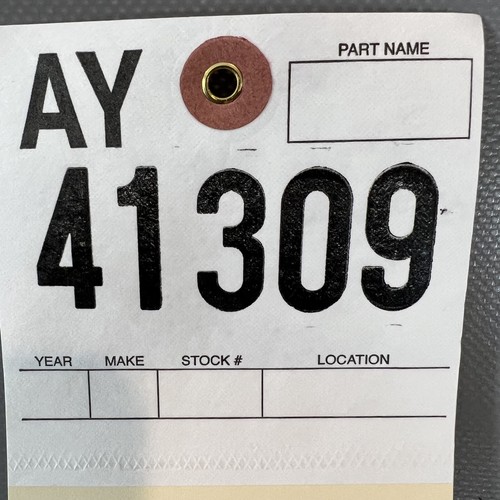 AY
PART NAME
41309
YEAR MAKE STOCK # LOCATION